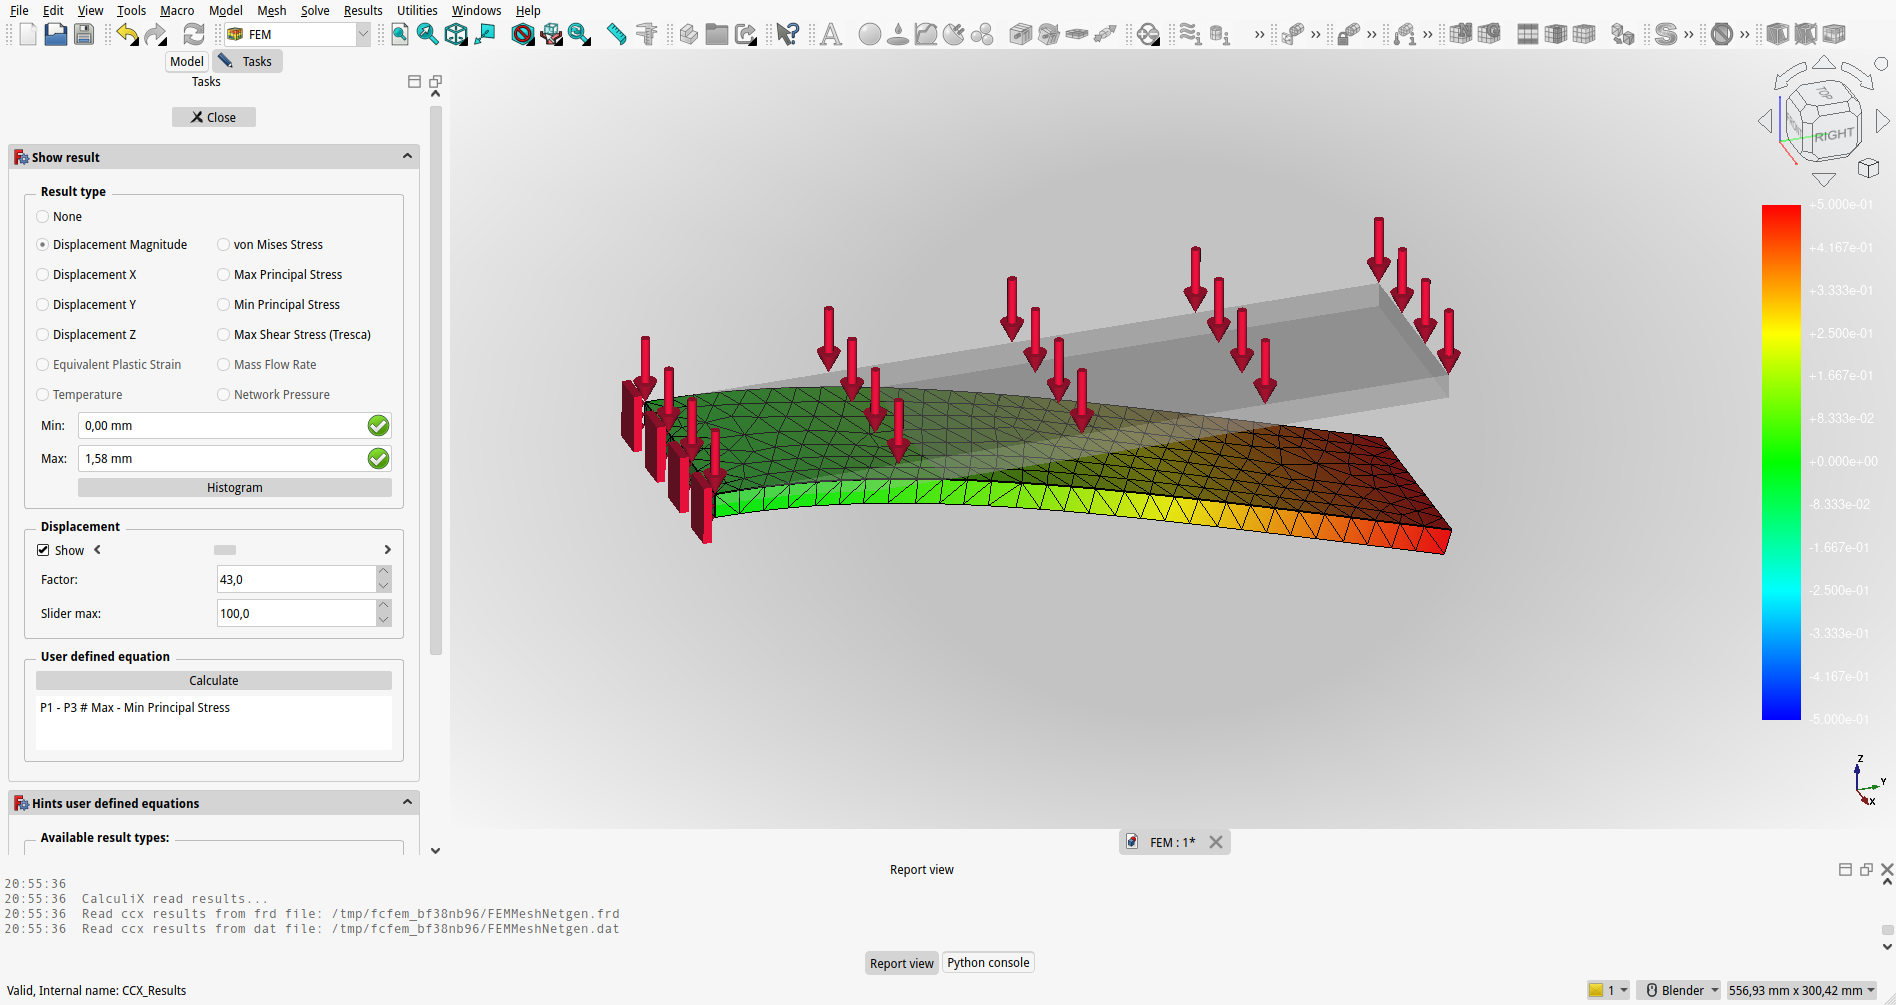 File Edit View Tools Macro Model Mesh Solve Results Utilities Windows Help
FEM
Model Tasks
Tasks
Close
Show result
Result type
None
Displacement Magnitude von Mises Stress
Displacement X Max Principal Stress
Displacement Y Min Principal Stress
Displacement Z Max Shear Stress (Tresca)
Equivalent Plastic Strain Mass Flow Rate
Temperature Network Pressure
Min: 0,00 mm
Max: 1,58 mm
Histogram
Displacement
Show
Factor: 43,0
Slider max: 100,0
User defined equation
Calculate
P1 - P3 # Max - Min Principal Stress
Hints user defined equations
Available result types:
TOP
RIGHT
+5.000e-01
+4.167e-01
+3.333e-01
+2.500e-01
+1.667e-01
+8.333e-02
+0.000e+00
-8.333e-02
-1.667e-01
-2.500e-01
-3.333e-01
-4.167e-01
-5.000e-01
Z
Y
X
FEM : 1*
Report view
20:55:36
20:55:36 CalculiX read results...
20:55:36 Read ccx results from frd file: /tmp/fcfem_bf38nb96/FEMMeshNetgen.frd
20:55:36 Read ccx results from dat file: /tmp/fcfem_bf38nb96/FEMMeshNetgen.dat
Report view Python console
Valid, Internal name: CCX_Results
1 Blender 556,93 mm x 300,42 mm